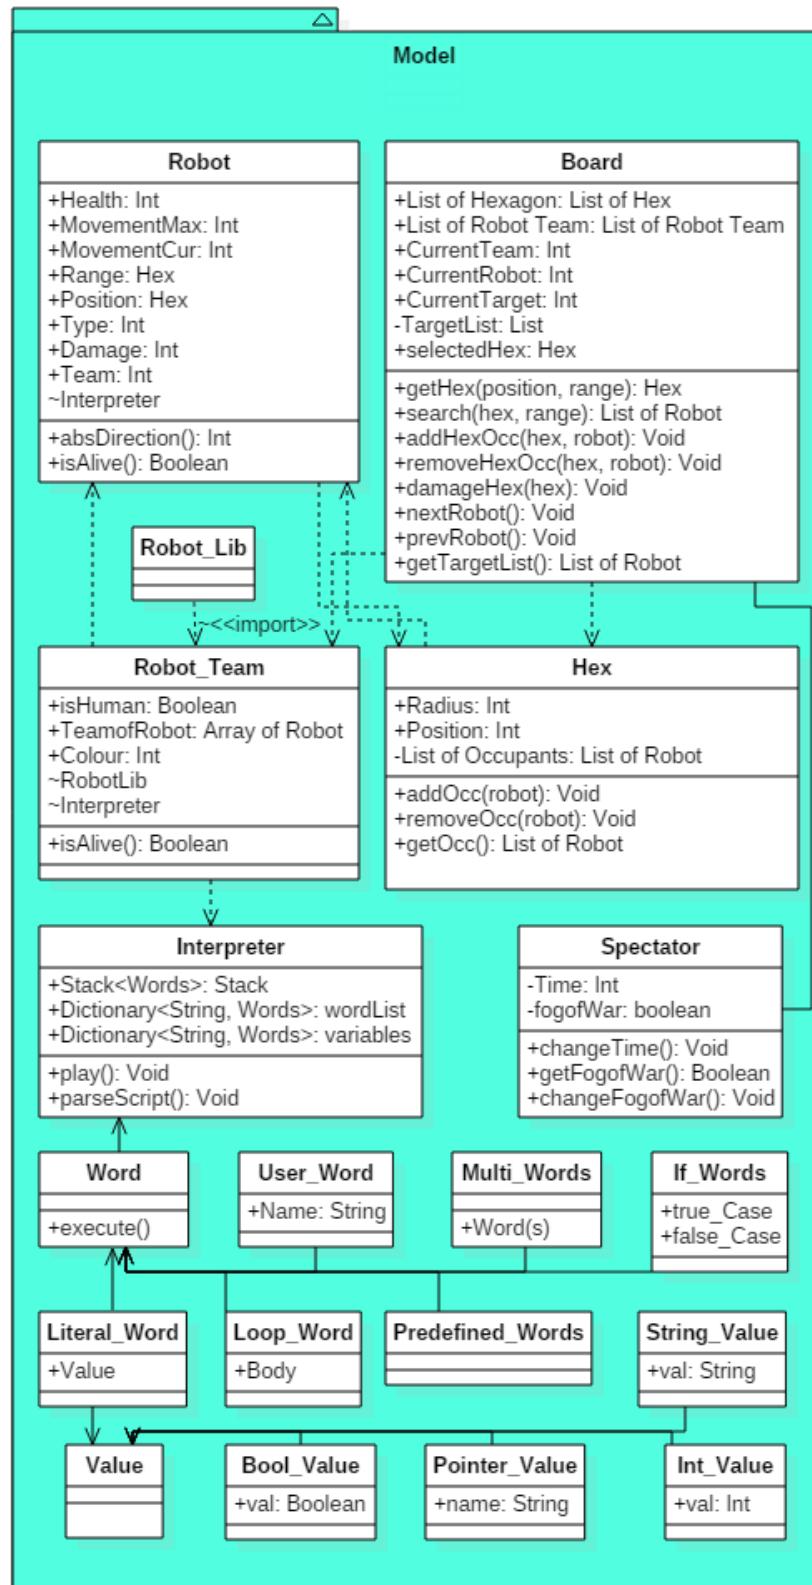 Model
Robot
+Health: Int
+MovementMax: Int
+MovementCur: Int
+Range: Hex
+Position: Hex
+Type: Int
+Damage: Int
+Team: Int
~Interpreter
+absDirection(): Int
+isAlive(): Boolean
Board
+List of Hexagon: List of Hex
+List of Robot Team: List of Robot Team
+CurrentTeam: Int
+CurrentRobot: Int
+CurrentTarget: Int
-TargetList: List
+selectedHex: Hex
+getHex(position, range): Hex
+search(hex, range): List of Robot
+addHexOcc(hex, robot): Void
+removeHexOcc(hex, robot): Void
+damageHex(hex): Void
+nextRobot(): Void
+prevRobot(): Void
+getTargetList(): List of Robot
Robot_Lib
~<<import>>
Robot_Team
+isHuman: Boolean
+TeamofRobot: Array of Robot
+Colour: Int
~RobotLib
~Interpreter
+isAlive(): Boolean
Hex
+Radius: Int
+Position: Int
-List of Occupants: List of Robot
+addOcc(robot): Void
+removeOcc(robot): Void
+getOcc(): List of Robot
Interpreter
+Stack<Words>: Stack
+Dictionary<String, Words>: wordList
+Dictionary<String, Words>: variables
+play(): Void
+parseScript(): Void
Spectator
-Time: Int
-fogofWar: boolean
+changeTime(): Void
+getFogofWar(): Boolean
+changeFogofWar(): Void
Word
+execute()
User_Word
+Name: String
Multi_Words
+Word(s)
If_Words
+true_Case
+false_Case
Literal_Word
+Value
Loop_Word
+Body
Predefined_Words
String_Value
+val: String
Value
Bool_Value
+val: Boolean
Pointer_Value
+name: String
Int_Value
+val: Int